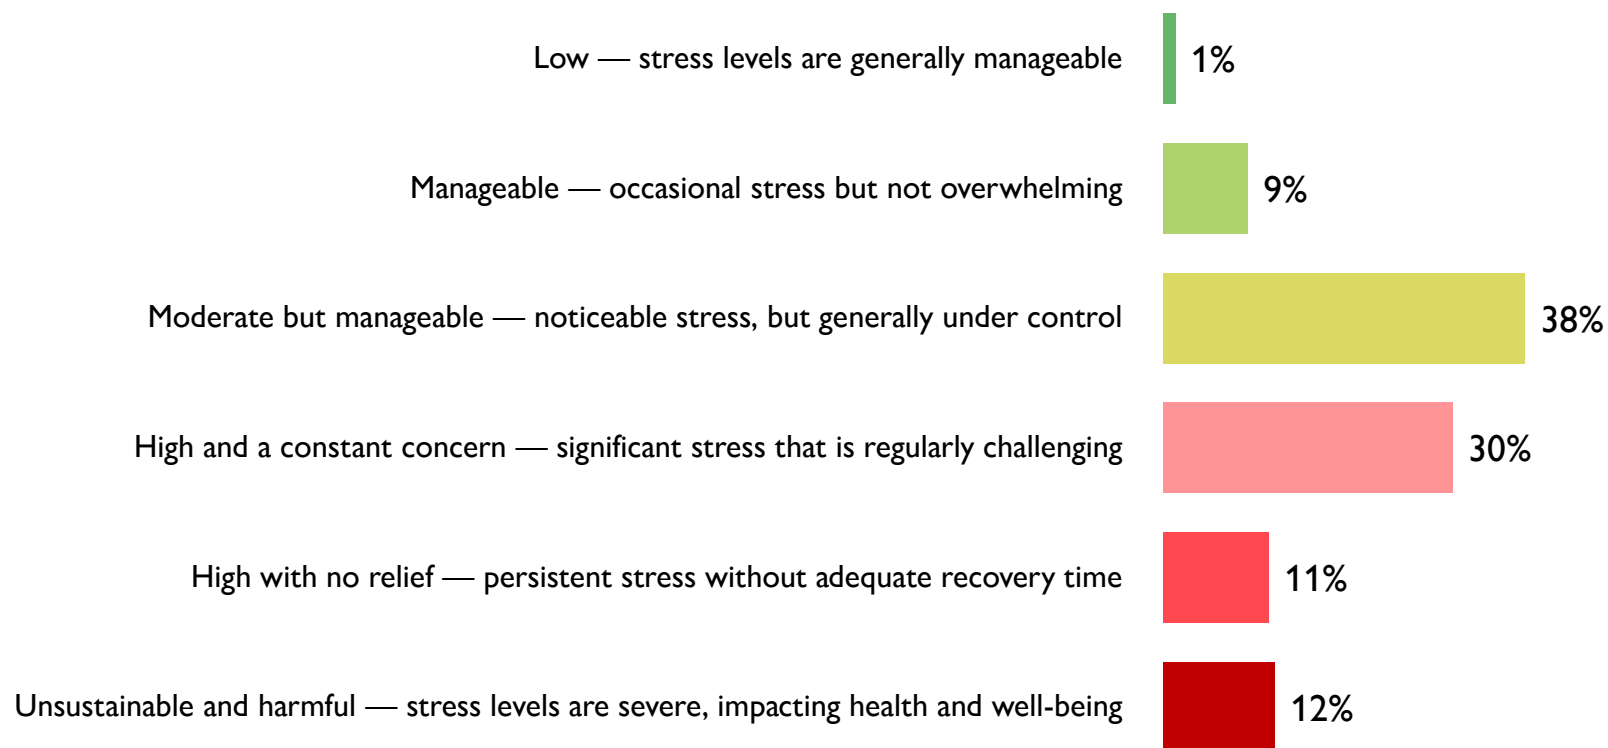 Low — stress levels are generally manageable 1%
Manageable — occasional stress but not overwhelming 9%
Moderate but manageable — noticeable stress, but generally under control 38%
High and a constant concern — significant stress that is regularly challenging 30%
High with no relief — persistent stress without adequate recovery time 11%
Unsustainable and harmful — stress levels are severe, impacting health and well-being 12%